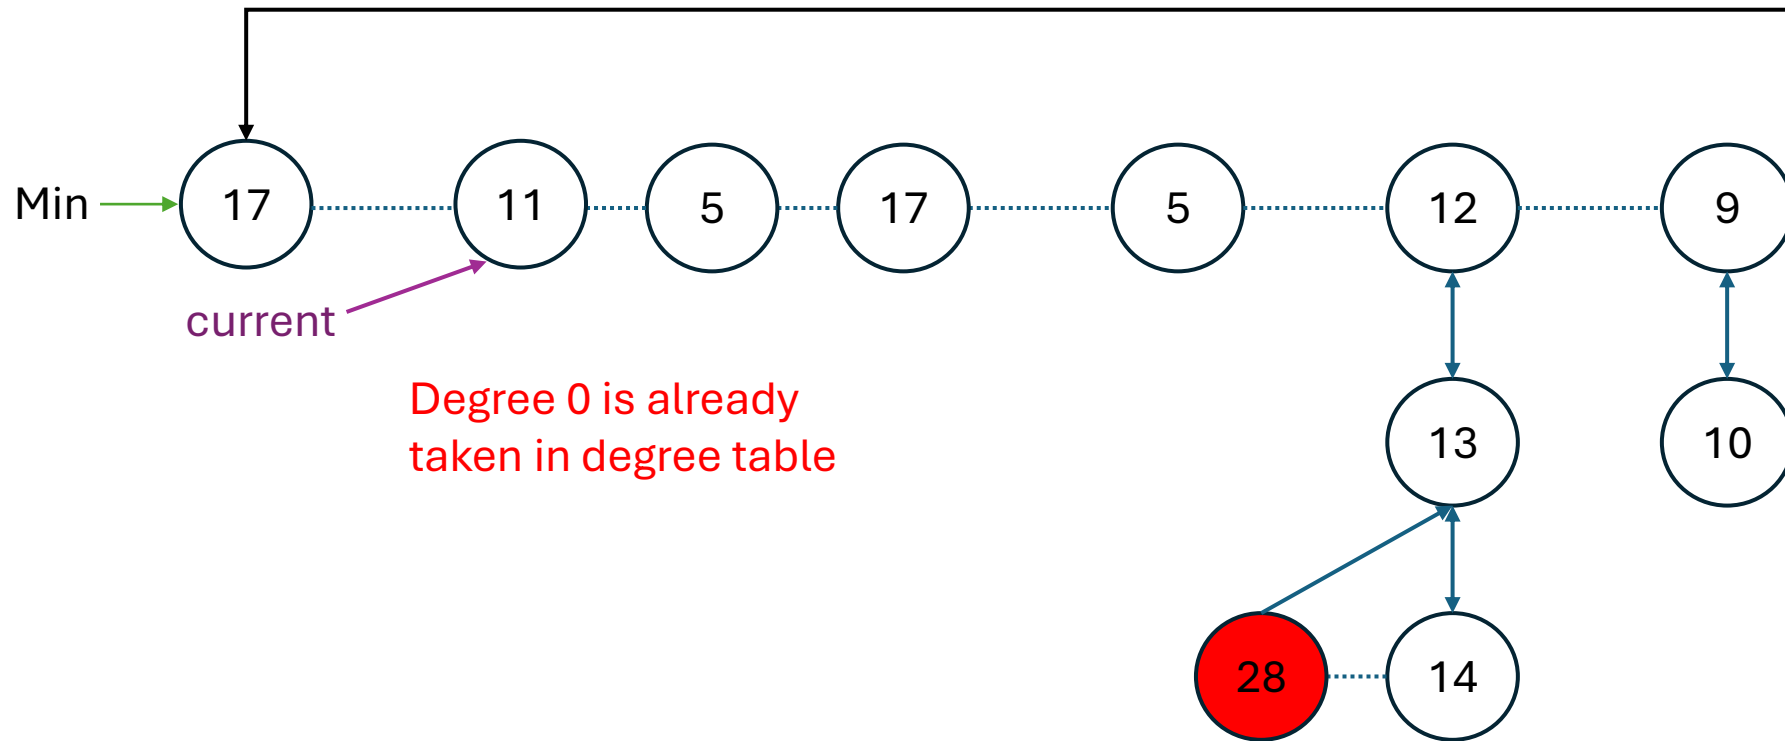 Min 17 11 5 17 5 12 9
current
Degree 0 is already
taken in degree table
13 10
28 14